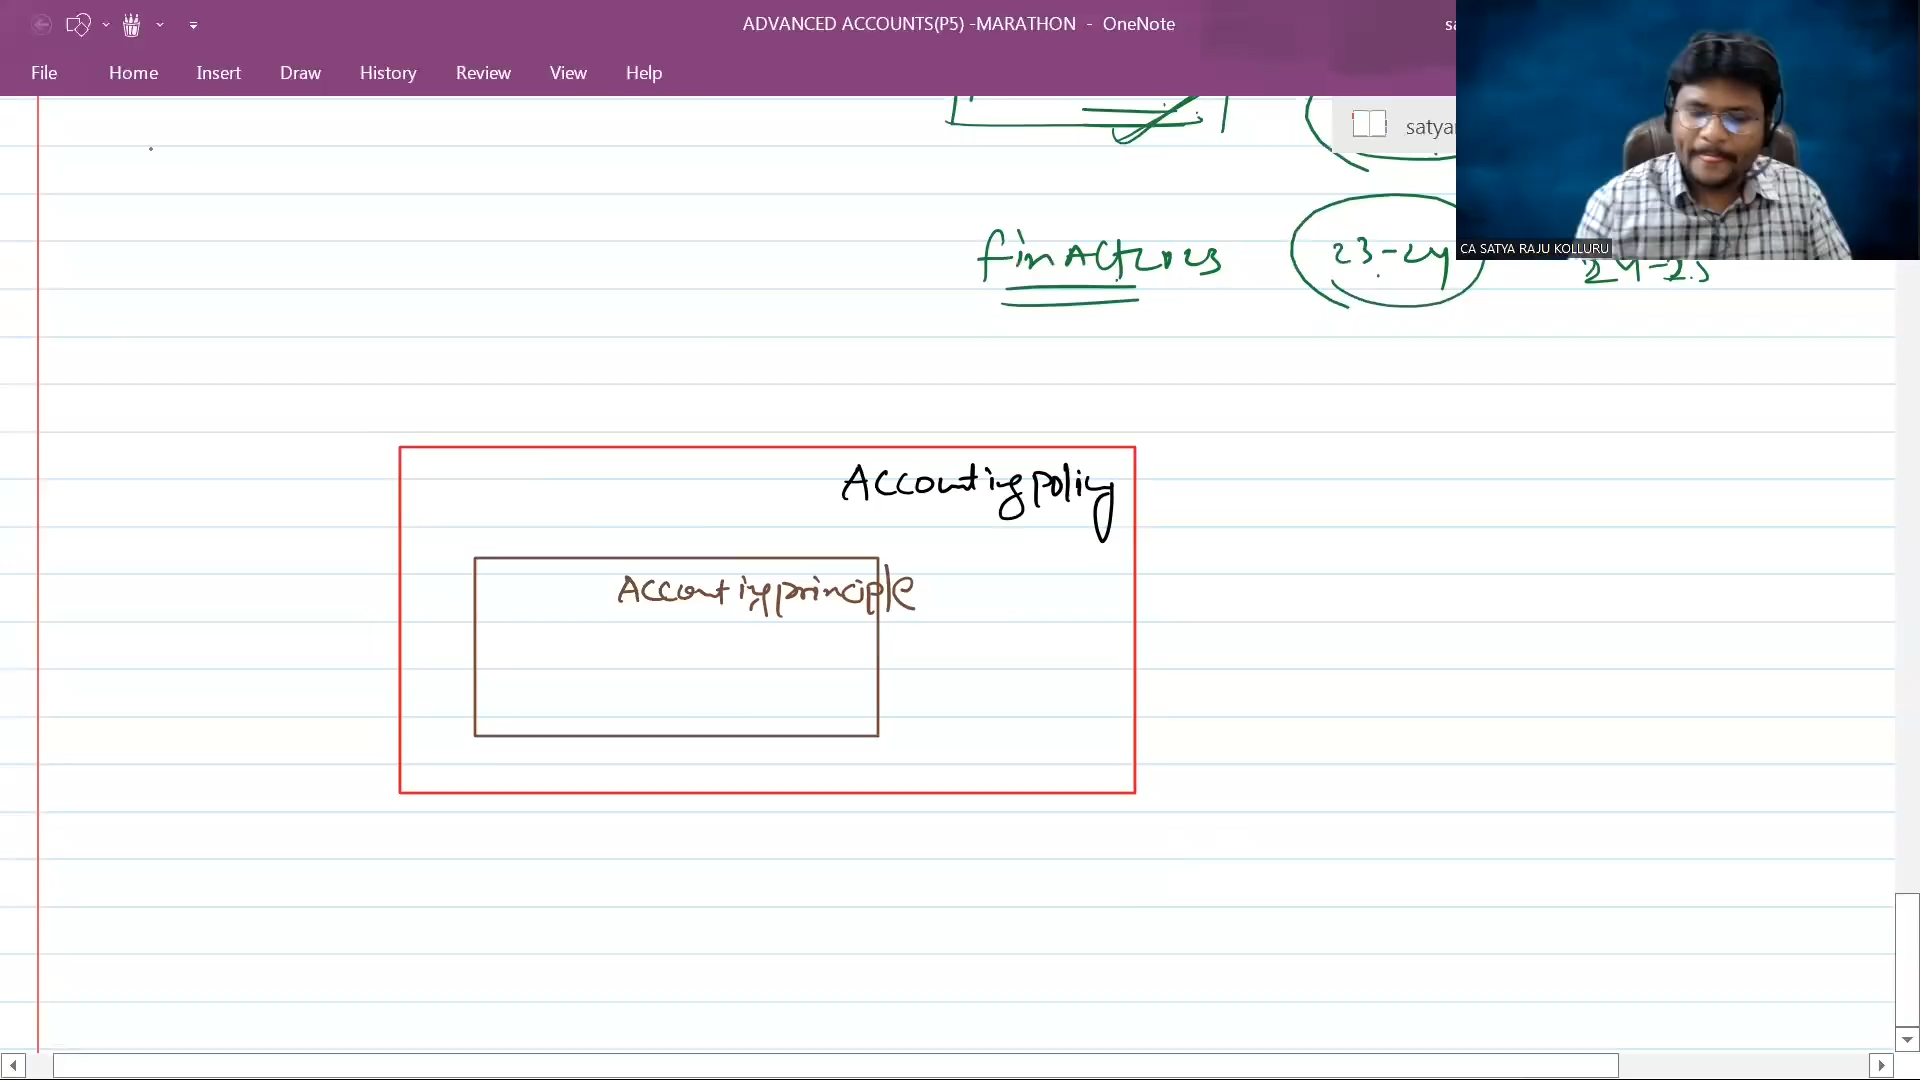 ADVANCED ACCOUNTS(P5) -MARATHON - OneNote
File Home Insert Draw History Review View Help
satya
CA SATYA RAJU KOLLURU
finAct2023 23-24 24-25
Accounting policy
Accounting principle